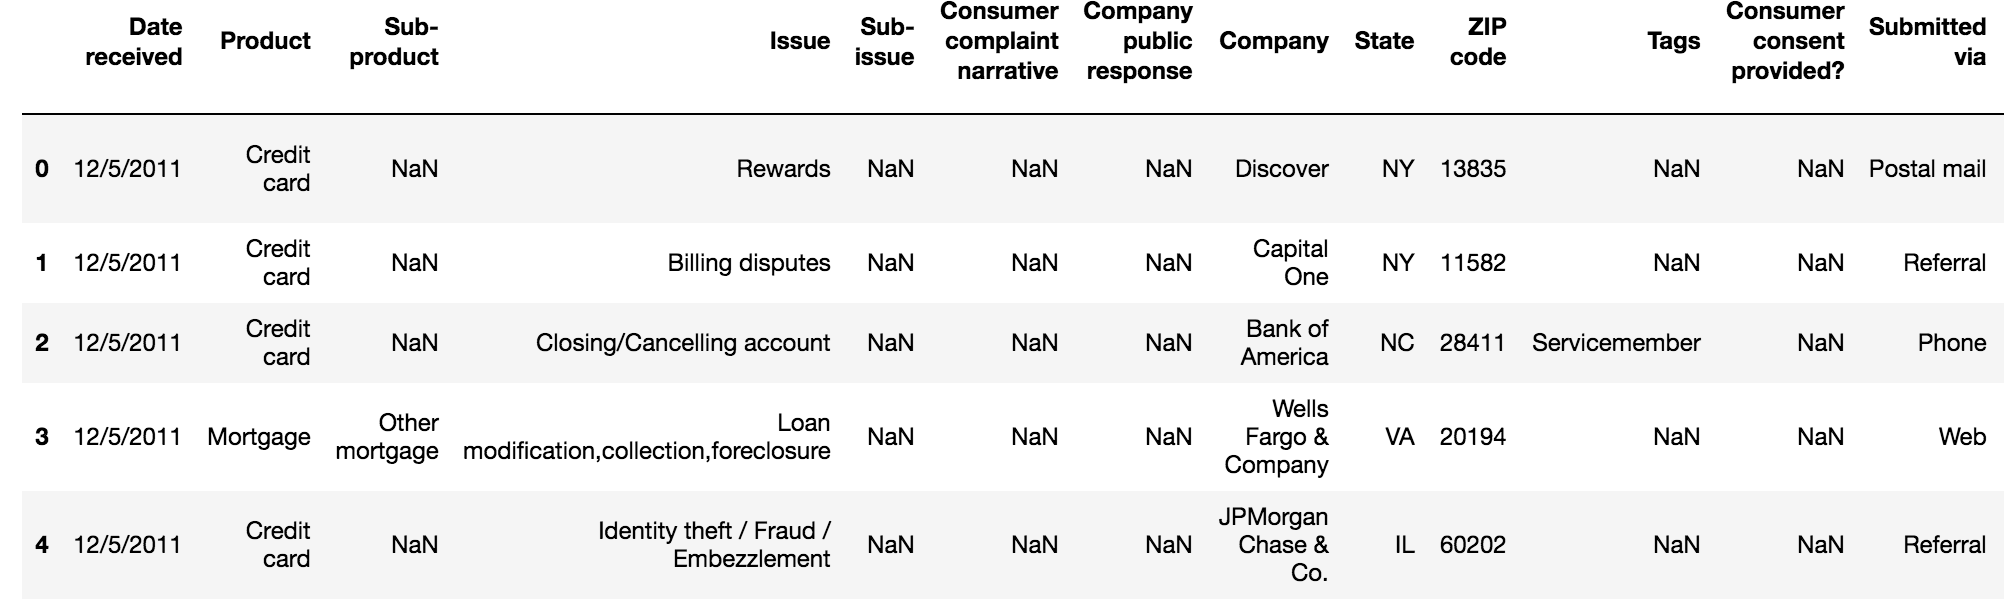 Date received Product Sub-product Issue Sub-issue Consumer complaint narrative Company public response Company State ZIP code Tags Consumer consent provided? Submitted via
0 12/5/2011 Credit card NaN Rewards NaN NaN NaN Discover NY 13835 NaN NaN Postal mail
1 12/5/2011 Credit card NaN Billing disputes NaN NaN NaN Capital One NY 11582 NaN NaN Referral
2 12/5/2011 Credit card NaN Closing/Cancelling account NaN NaN NaN Bank of America NC 28411 Servicemember NaN Phone
3 12/5/2011 Mortgage Other mortgage Loan modification,collection,foreclosure NaN NaN NaN Wells Fargo & Company VA 20194 NaN NaN Web
4 12/5/2011 Credit card NaN Identity theft / Fraud / Embezzlement NaN NaN NaN JPMorgan Chase & Co. IL 60202 NaN NaN Referral